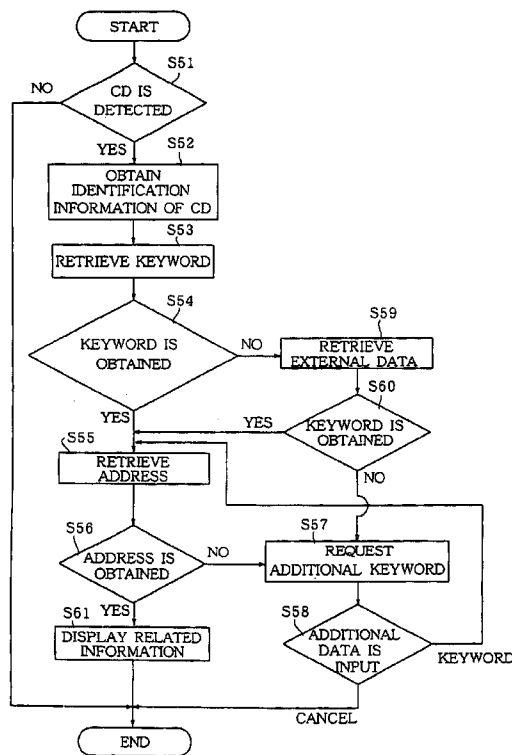 START
S51
NO
CD IS
DETECTED
YES
S52
OBTAIN
IDENTIFICATION
INFORMATION OF CD
S53
RETRIEVE KEYWORD
S54
KEYWORD IS
OBTAINED
NO
S59
RETRIEVE
EXTERNAL DATA
S60
KEYWORD IS
OBTAINED
YES
YES
NO
S55
RETRIEVE
ADDRESS
S56
ADDRESS IS
OBTAINED
NO
S57
REQUEST
ADDITIONAL KEYWORD
YES
S58
ADDITIONAL
DATA IS
INPUT
KEYWORD
S61
DISPLAY RELATED
INFORMATION
CANCEL
END